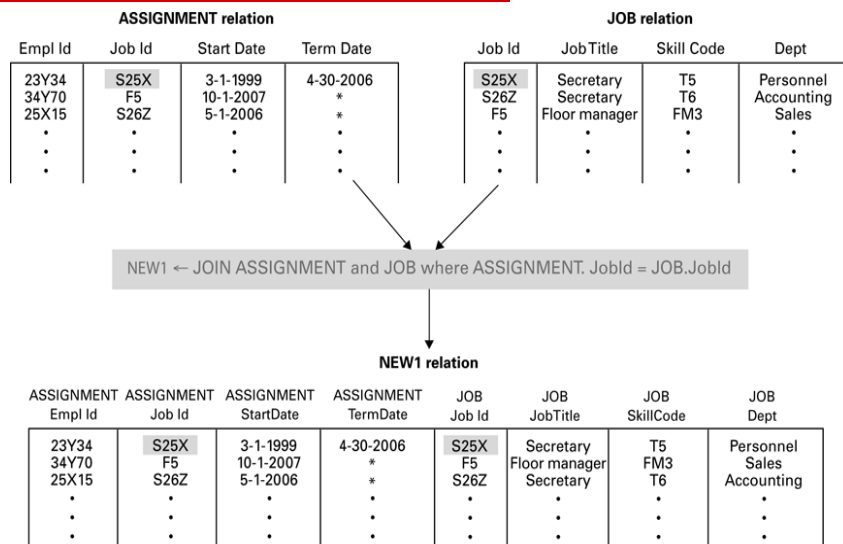 ASSIGNMENT relation JOB relation
Empl Id Job Id Start Date Term Date Job Id Job Title Skill Code Dept
23Y34 S25X 3-1-1999 4-30-2006 S25X Secretary T5 Personnel
34Y70 F5 10-1-2007 * S26Z Secretary T6 Accounting
25X15 S26Z 5-1-2006 * F5 Floor manager FM3 Sales
NEW1 ← JOIN ASSIGNMENT and JOB where ASSIGNMENT. JobId = JOB.JobId
NEW1 relation
ASSIGNMENT ASSIGNMENT ASSIGNMENT ASSIGNMENT JOB JOB JOB JOB
Empl Id Job Id StartDate TermDate Job Id JobTitle SkillCode Dept
23Y34 S25X 3-1-1999 4-30-2006 S25X Secretary T5 Personnel
34Y70 F5 10-1-2007 * F5 Floor manager FM3 Sales
25X15 S26Z 5-1-2006 * S26Z Secretary T6 Accounting